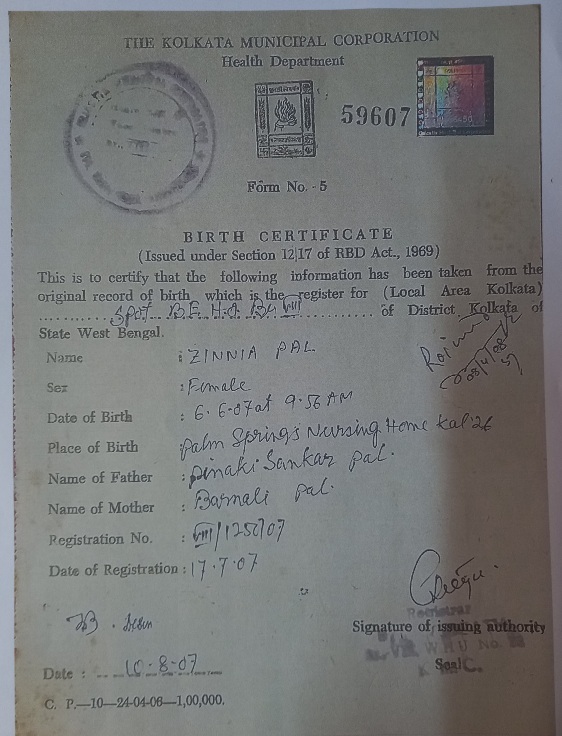 THE KOLKATA MUNICIPAL CORPORATION
Health Department
59607
Form No. - 5
BIRTH CERTIFICATE
(Issued under Section 12|17 of RBD Act., 1969)
This is to certify that the following information has been taken from the
original record of birth which is the register for (Local Area Kolkata)
of District Kolkata of
State West Bengal.
Name : ZINNIA PAL
Sex : Female
Date of Birth : 6.6.07 at 9.56 AM
Place of Birth : Palm Springs Nursing Home Kal-26
Name of Father : Pinaki Sankar Pal.
Name of Mother : Barnali Pal.
Registration No. : VIII/1250/07
Date of Registration : 17.7.07
Registrar
Signature of issuing authority
Seal
Date : 10-8-07
C. P.—10—24-04-06—1,00,000.